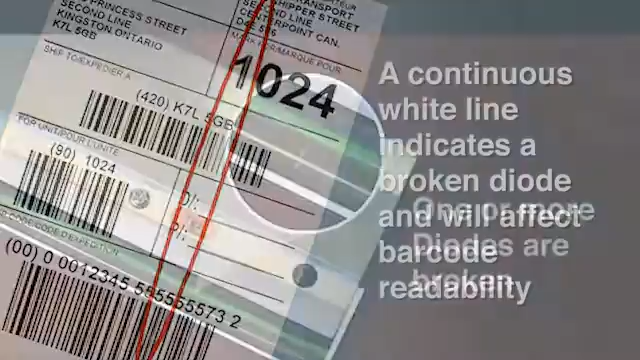 PRINCESS STREET
SECOND LINE
KINGSTON ONTARIO
K7L 5GB
SHIPPER STREET
SECOND LINE
CENTERPOINT CAN.
1024
SHIP TO/EXPEDIER A
(420) K7L 5GB
FOR UNIT/POUR L'UNITE
(90) 1024
(00) 0 0012345 555555573 2
A continuous
white line
indicates a
broken diode
and will affect
barcode
readability
One or more
Diodes are
broken